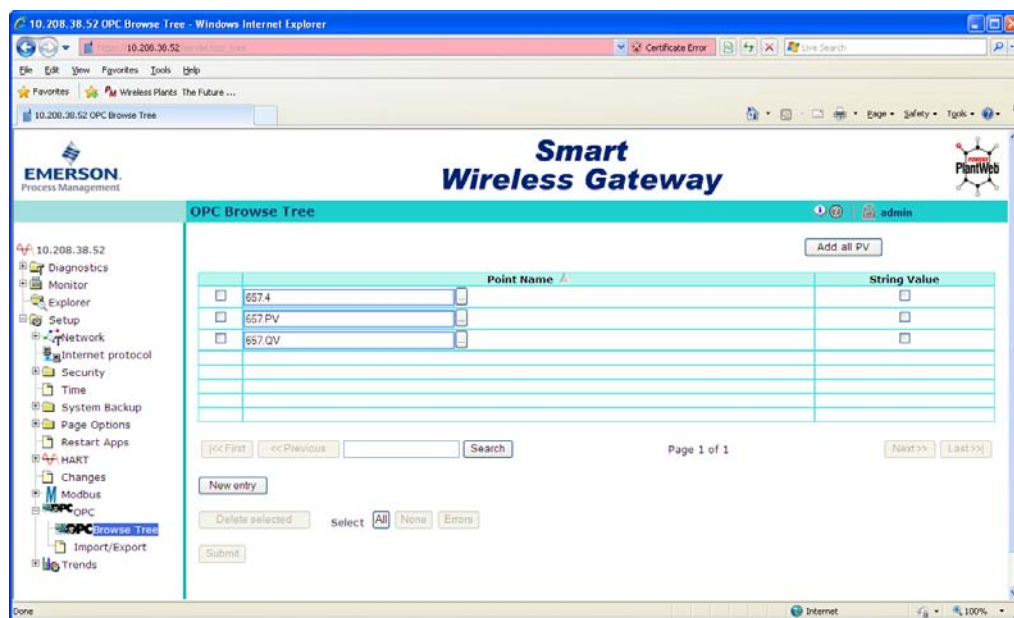 10.208.38.52 OPC Browse Tree - Windows Internet Explorer
10.208.38.52
Certificate Error
Live Search
File Edit View Favorites Tools Help
Favorites Wireless Plants The Future ...
10.208.38.52 OPC Browse Tree
Page Safety Tools
EMERSON.
Process Management
Smart
Wireless Gateway
POWERING
PlantWeb
OPC Browse Tree
admin
Add all PV
10.208.38.52
Diagnostics
Monitor
Explorer
Setup
Network
Internet protocol
Security
Time
System Backup
Page Options
Restart Apps
HART
Changes
Modbus
OPC OPC
OPC Browse Tree
Import/Export
Trends
Point Name String Value
657.4 ...
657.PV ...
657.QV ...
|<< First << Previous Search Page 1 of 1 Next >> Last >>|
New entry
Delete selected Select All None Errors
Submit
Done Internet 100%